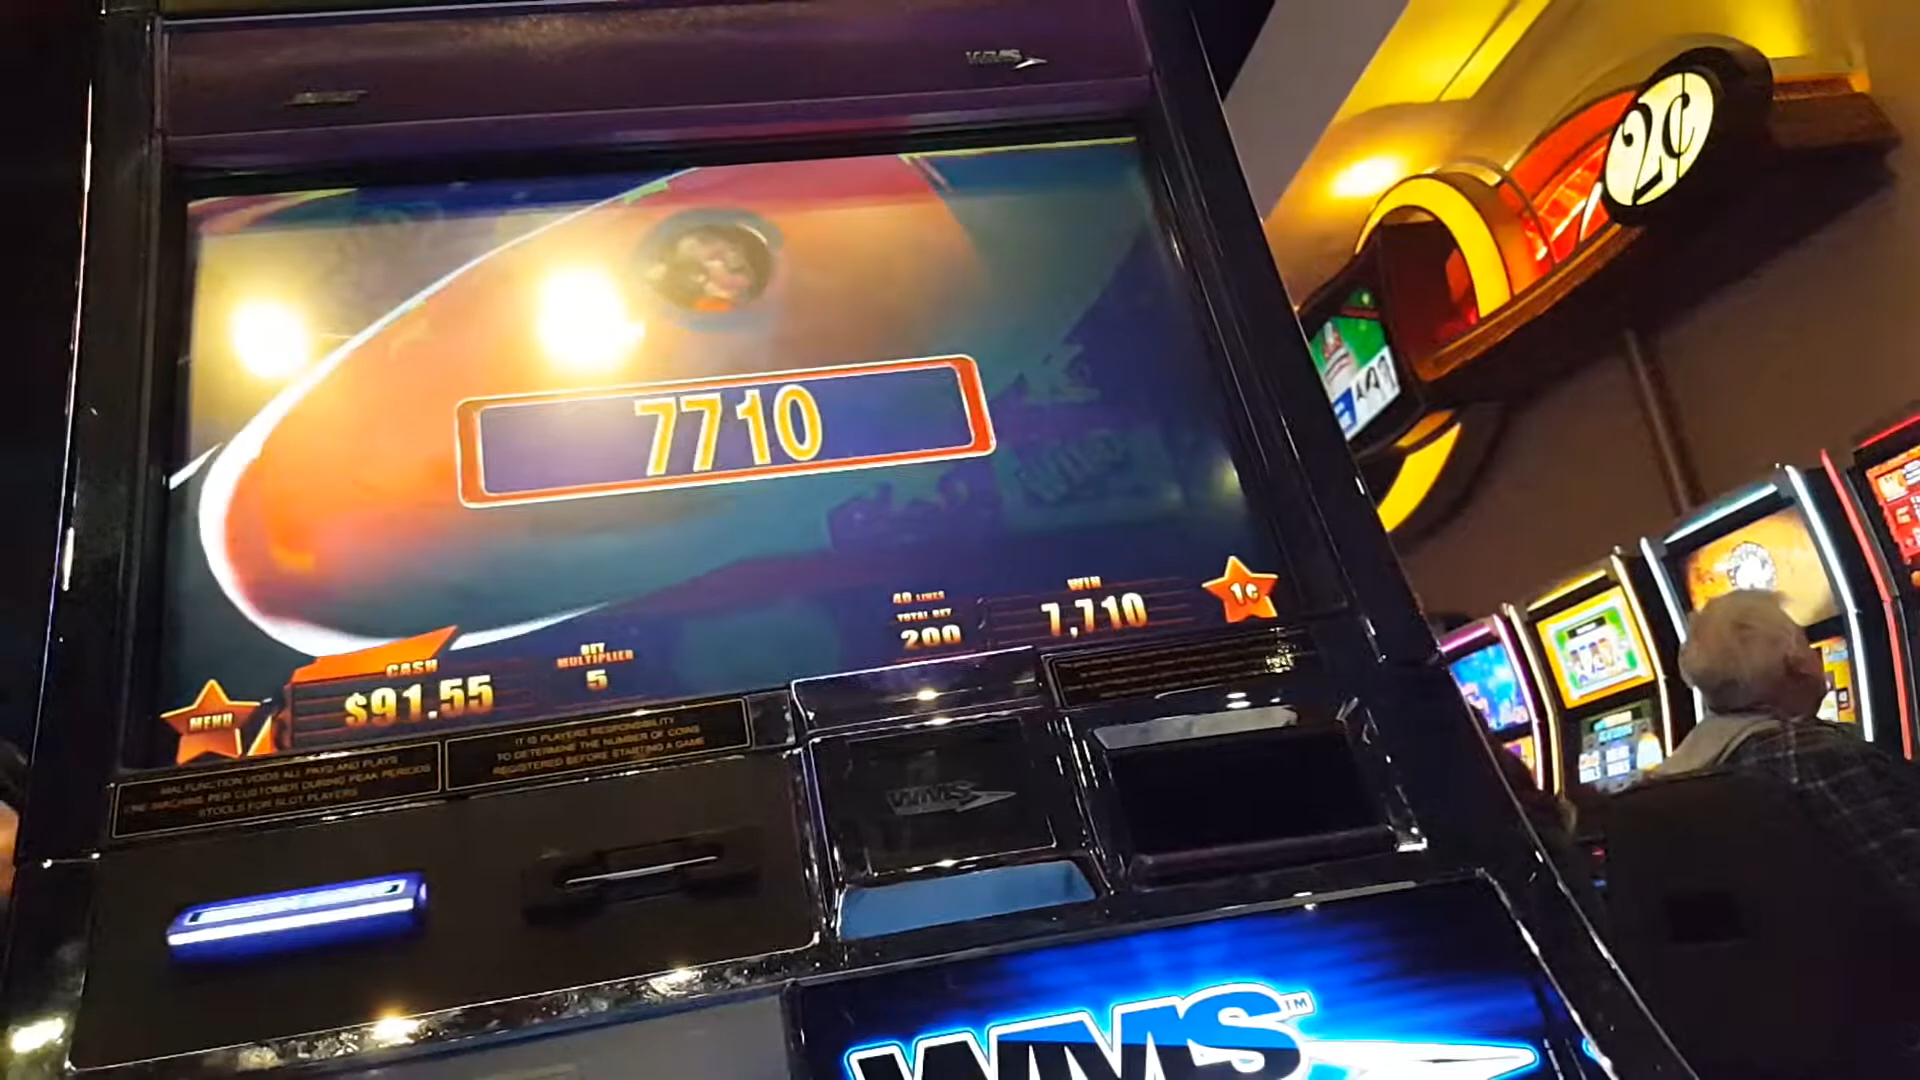 WMS
2¢
7710
40 LINES
TOTAL BET
200
WIN
7,710
1¢
CASH
$91.55
BET
MULTIPLIER
5
MENU
MALFUNCTION VOIDS ALL PAYS AND PLAYS
ONE MACHINE PER CUSTOMER DURING PEAK PERIODS
STOOLS FOR SLOT PLAYERS
IT IS PLAYERS RESPONSIBILITY
TO DETERMINE THE NUMBER OF COINS
REGISTERED BEFORE STARTING A GAME
WMS
WMS™